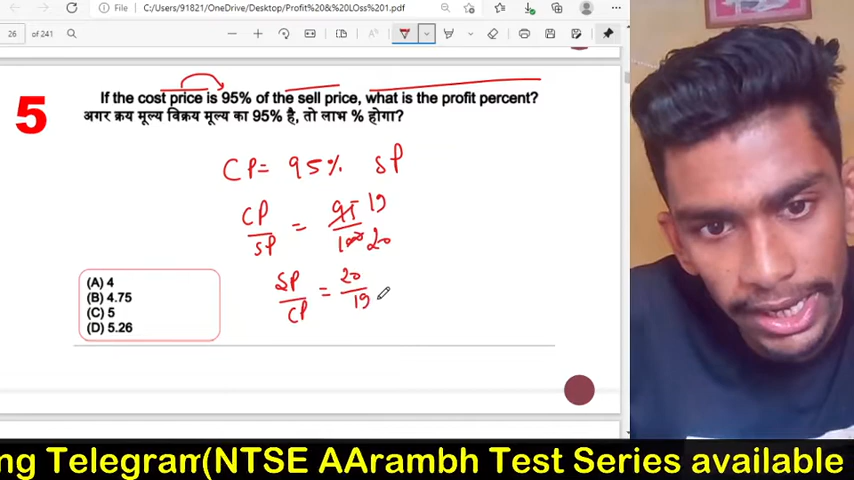 C:/Users/91821/OneDrive/Desktop/Profit%20&%20Loss%201.pdf
26 of 241
5
If the cost price is 95% of the sell price, what is the profit percent?
अगर क्रय मूल्य विक्रय मूल्य का 95% है, तो लाभ % होगा?
CP= 95% SP
CP/SP = 95/100 19/20
SP/CP = 20/19
(A) 4
(B) 4.75
(C) 5
(D) 5.26
ng Telegram(NTSE AArambh Test Series available